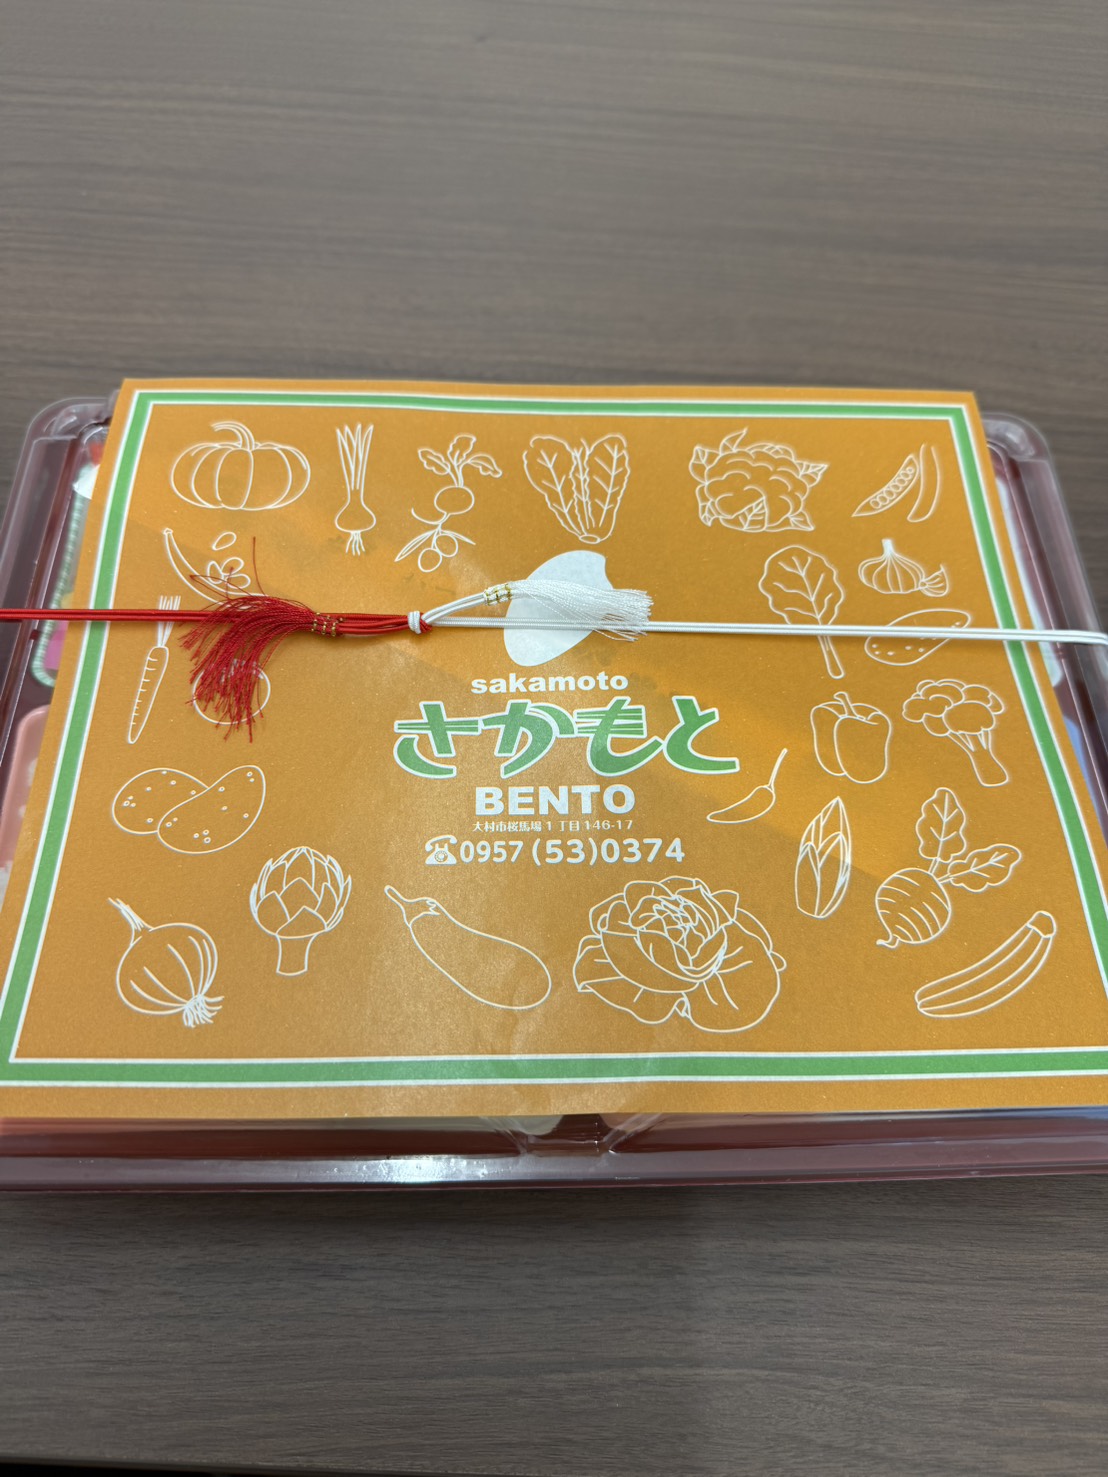 sakamoto
さかもと
BENTO
大村市桜馬場1丁目146-17
☎0957(53)0374